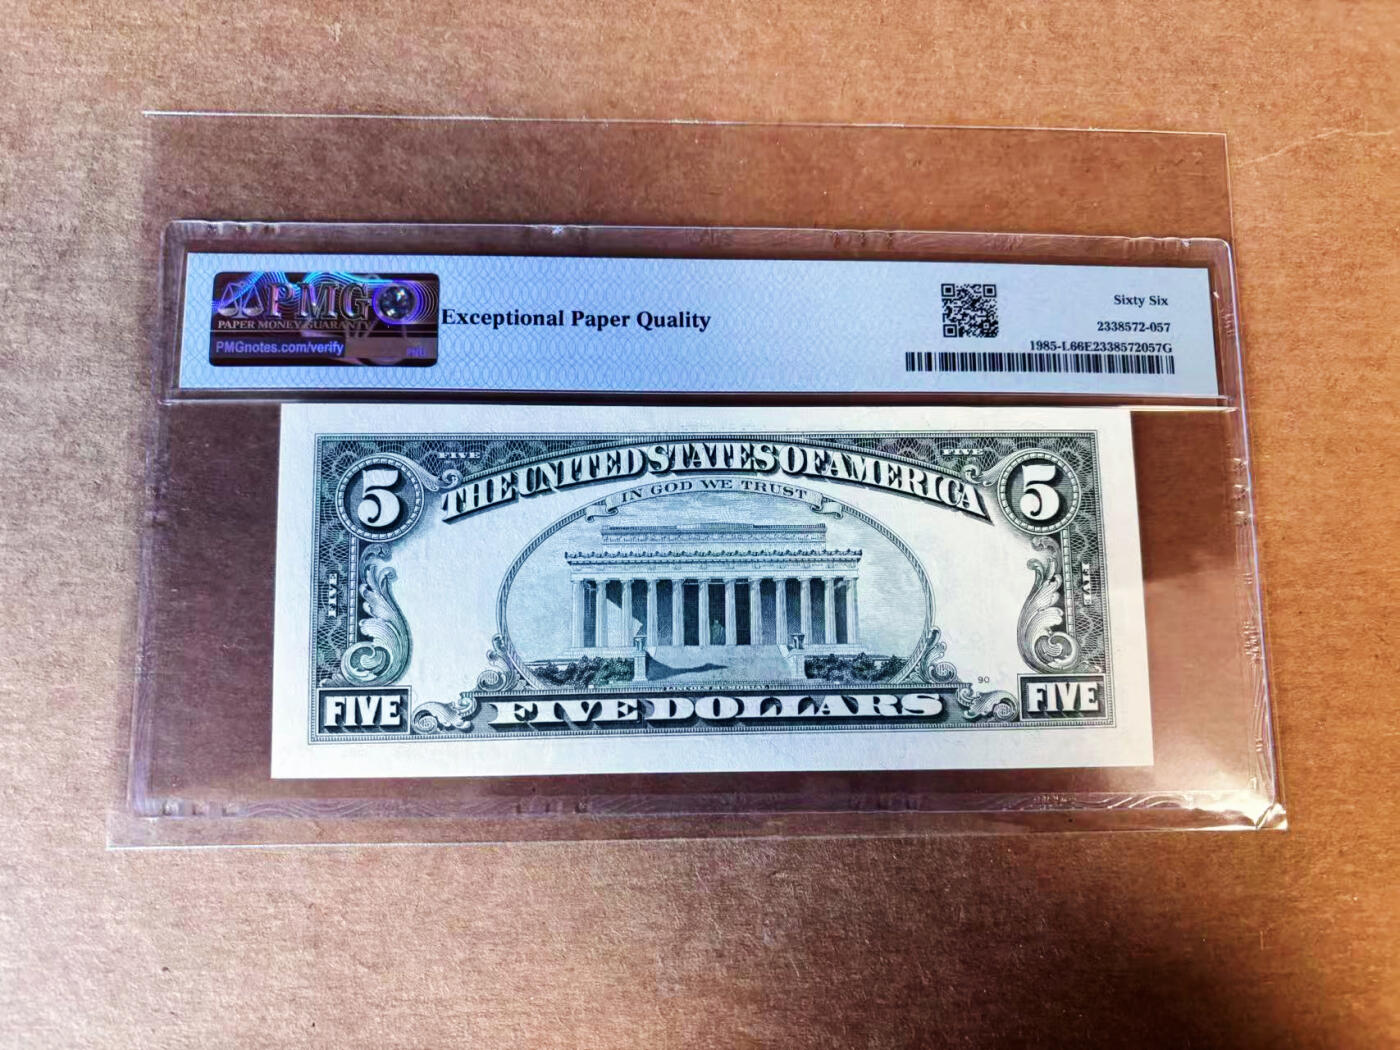 PMG
PAPER MONEY GUARANTY
PMGnotes.com/verify
Exceptional Paper Quality
Sixty Six
2338572-057
1985-L66E2338572057G
FIVE
FIVE
5
THE UNITED STATES OF AMERICA
5
IN GOD WE TRUST
FIVE
FIVE
90
FIVE
FIVE DOLLARS
FIVE